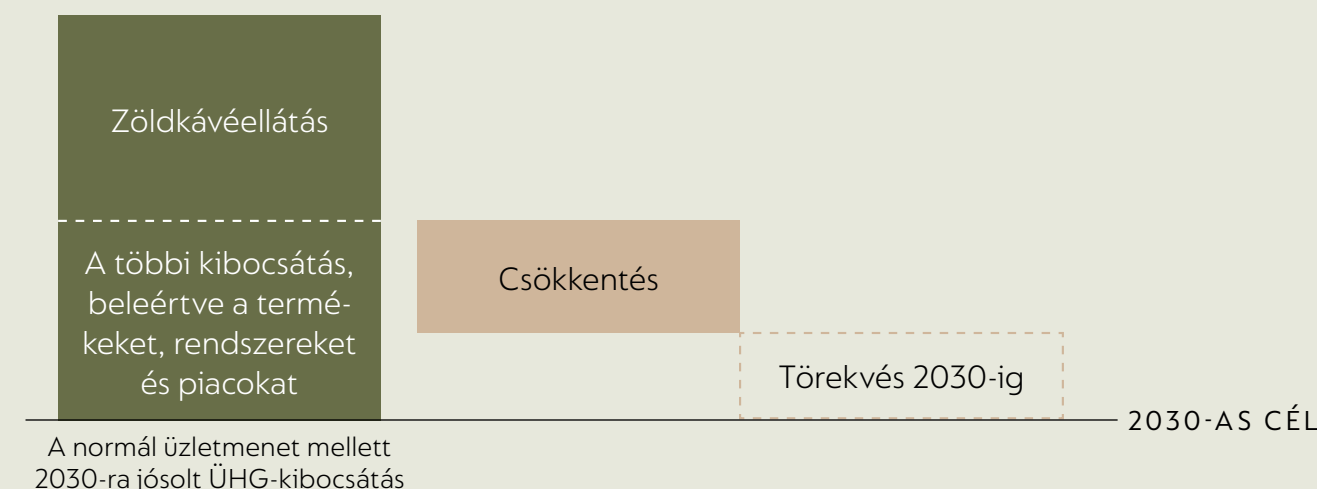 Zöldkávéellátás
A többi kibocsátás,
beleértve a termé-
keket, rendszereket
és piacokat
Csökkentés
Törekvés 2030-ig
2030-AS CÉL
A normál üzletmenet mellett
2030-ra jósolt ÜHG-kibocsátás